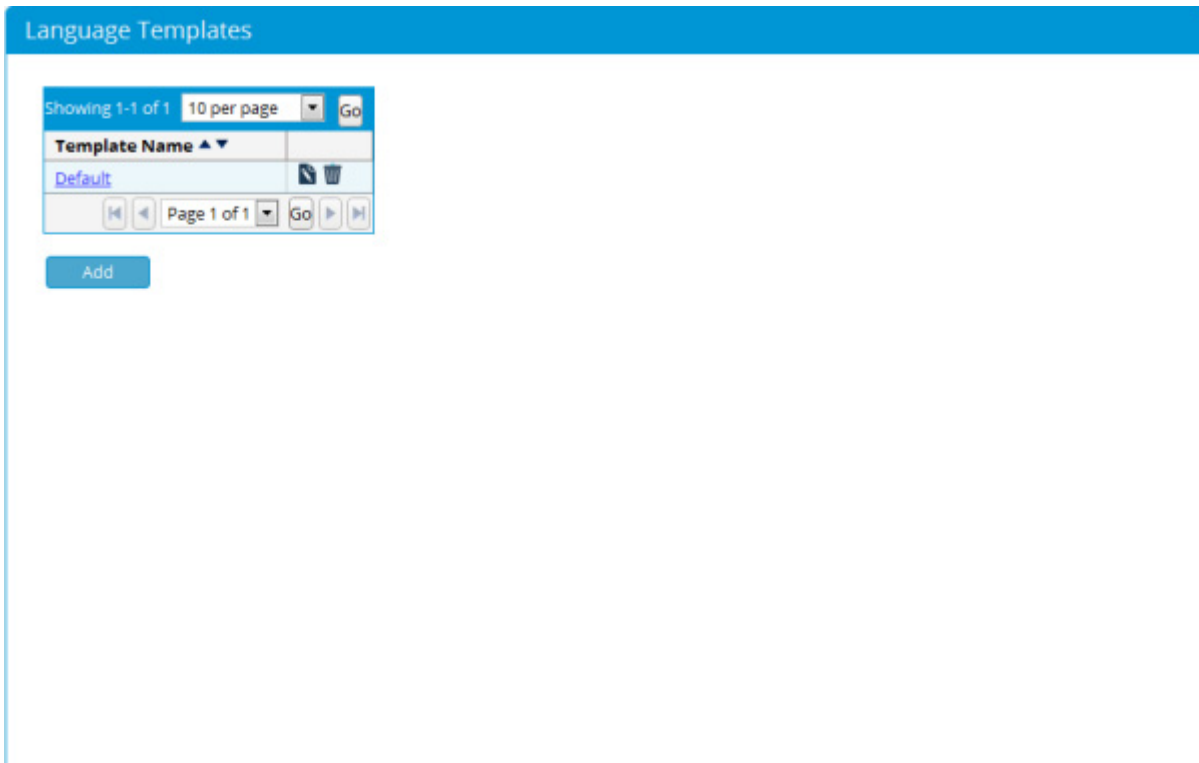 Language Templates
Showing 1-1 of 1 10 per page Go
Template Name
Default
Page 1 of 1 Go
Add